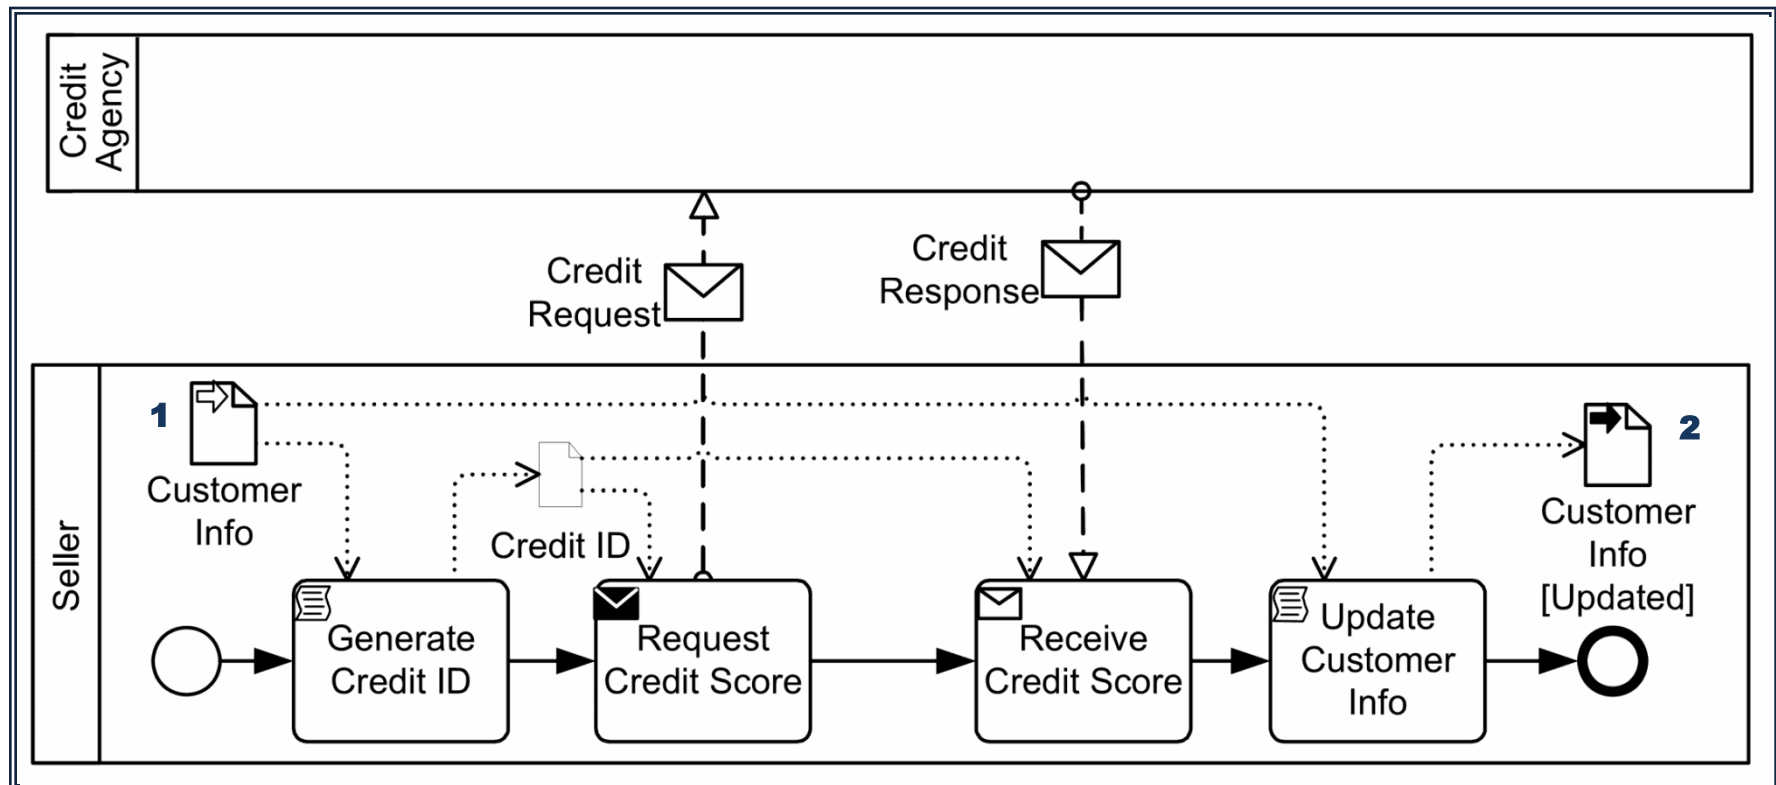 Credit
Agency
Credit
Request
Credit
Response
Seller
1
Customer
Info
Credit ID
2
Customer
Info
[Updated]
Generate
Credit ID
Request
Credit Score
Receive
Credit Score
Update
Customer
Info